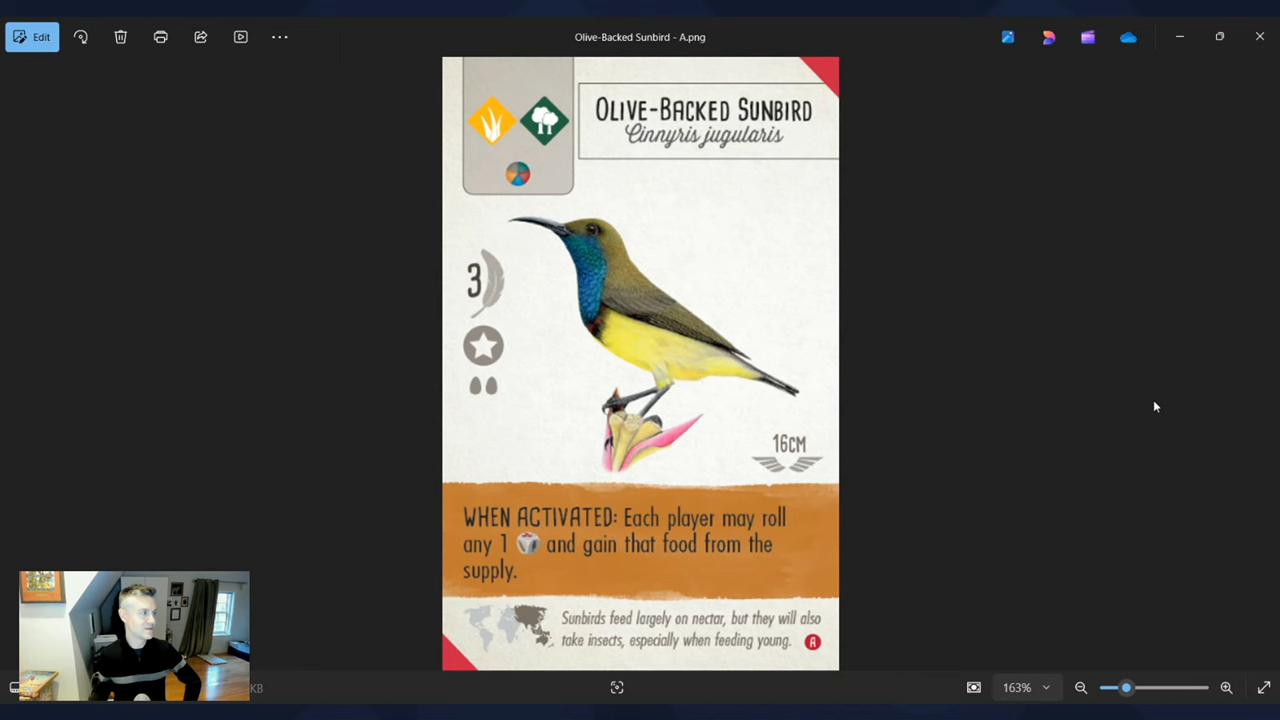 Edit
Olive-Backed Sunbird - A.png
OLIVE-BACKED SUNBIRD
Cinnyris jugularis
3
16CM
WHEN ACTIVATED: Each player may roll
any 1 and gain that food from the
supply.
Sunbirds feed largely on nectar, but they will also
take insects, especially when feeding young.
A
KB
163%